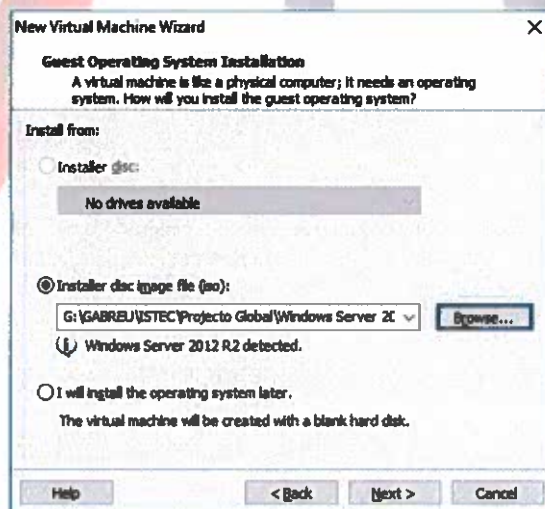 New Virtual Machine Wizard
Guest Operating System Installation
A virtual machine is like a physical computer; it needs an operating
system. How will you install the guest operating system?
Install from:
Installer disc:
No drives available
Installer disc image file (iso):
G:\GABREU\ISTEC\Projecto Global\Windows Server 20
Browse...
Windows Server 2012 R2 detected.
I will install the operating system later.
The virtual machine will be created with a blank hard disk.
Help
< Back
Next >
Cancel